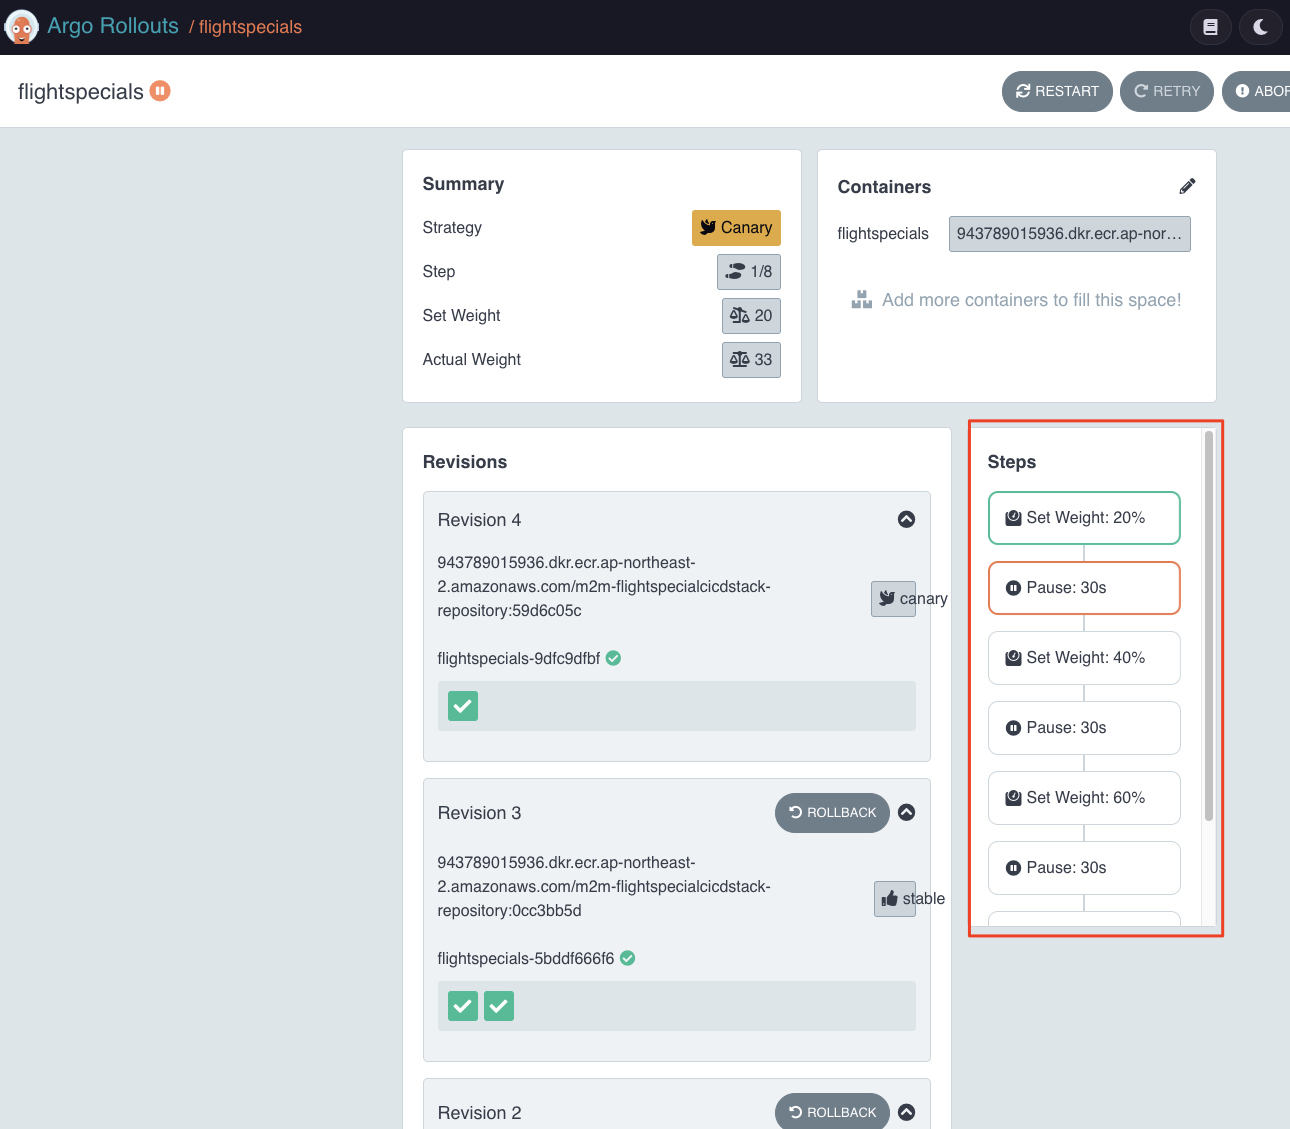 Argo Rollouts / flightspecials
flightspecials
RESTART
RETRY
ABOR
Summary
Strategy
Canary
Step
1/8
Set Weight
20
Actual Weight
33
Containers
flightspecials
943789015936.dkr.ecr.ap-nor...
Add more containers to fill this space!
Revisions
Revision 4
943789015936.dkr.ecr.ap-northeast-
2.amazonaws.com/m2m-flightspecialcicdstack-
repository:59d6c05c
canary
flightspecials-9dfc9dfbf
Revision 3
ROLLBACK
943789015936.dkr.ecr.ap-northeast-
2.amazonaws.com/m2m-flightspecialcicdstack-
repository:0cc3bb5d
stable
flightspecials-5bddf666f6
Revision 2
ROLLBACK
Steps
Set Weight: 20%
Pause: 30s
Set Weight: 40%
Pause: 30s
Set Weight: 60%
Pause: 30s